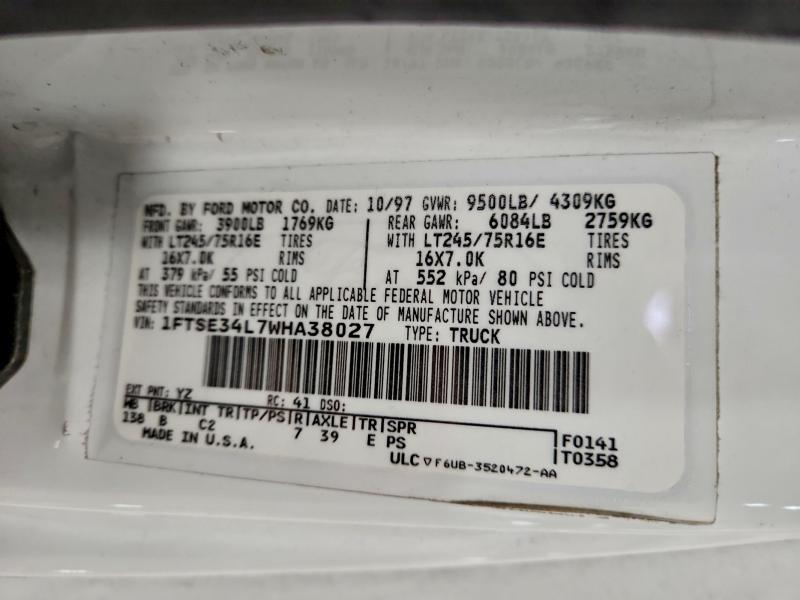 MFD. BY FORD MOTOR CO. DATE: 10/97 GVWR: 9500LB/ 4309KG
FRONT GAWR: 3900LB 1769KG REAR GAWR: 6084LB 2759KG
WITH LT245/75R16E TIRES WITH LT245/75R16E TIRES
16X7.0K RIMS 16X7.0K RIMS
AT 379 kPa/ 55 PSI COLD AT 552 kPa/ 80 PSI COLD
THIS VEHICLE CONFORMS TO ALL APPLICABLE FEDERAL MOTOR VEHICLE
SAFETY STANDARDS IN EFFECT ON THE DATE OF MANUFACTURE SHOWN ABOVE.
VIN: 1FTSE34L7WHA38027 TYPE: TRUCK
EXT PNT: YZ RC: 41 DSO:
WB BRK INT TR TP/PS R AXLE TR SPR
138 B C2 7 39 E PS F0141
MADE IN U.S.A. T0358
ULC F6UB-3520472-AA